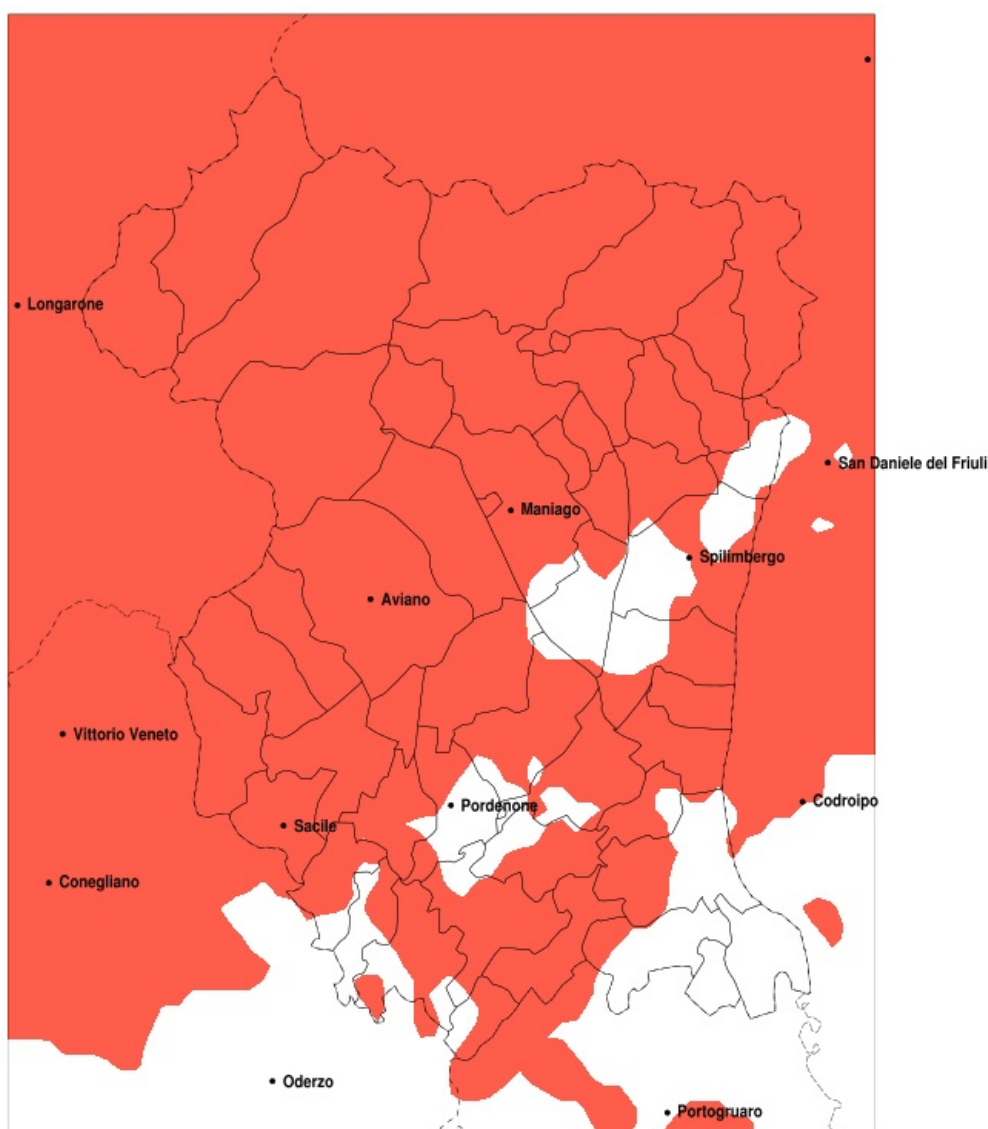 Longarone
San Daniele del Friuli
Maniago
Spilimbergo
Aviano
Vittorio Veneto
Codroipo
Pordenone
Sacile
Conegliano
Oderzo
Portogruaro